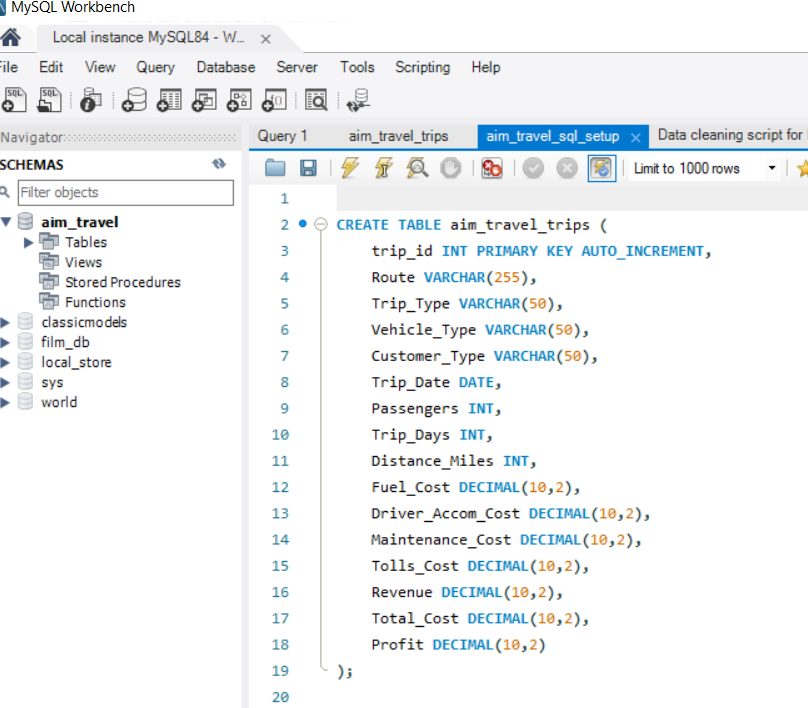 MySQL Workbench
Local instance MySQL84 - W...
File Edit View Query Database Server Tools Scripting Help
Navigator
Query 1 aim_travel_trips aim_travel_sql_setup Data cleaning script for
SCHEMAS
Limit to 1000 rows
Filter objects
aim_travel
Tables
Views
Stored Procedures
Functions
classicmodels
film_db
local_store
sys
world
1
2 CREATE TABLE aim_travel_trips (
3 trip_id INT PRIMARY KEY AUTO_INCREMENT,
4 Route VARCHAR(255),
5 Trip_Type VARCHAR(50),
6 Vehicle_Type VARCHAR(50),
7 Customer_Type VARCHAR(50),
8 Trip_Date DATE,
9 Passengers INT,
10 Trip_Days INT,
11 Distance_Miles INT,
12 Fuel_Cost DECIMAL(10,2),
13 Driver_Accom_Cost DECIMAL(10,2),
14 Maintenance_Cost DECIMAL(10,2),
15 Tolls_Cost DECIMAL(10,2),
16 Revenue DECIMAL(10,2),
17 Total_Cost DECIMAL(10,2),
18 Profit DECIMAL(10,2)
19 );
20